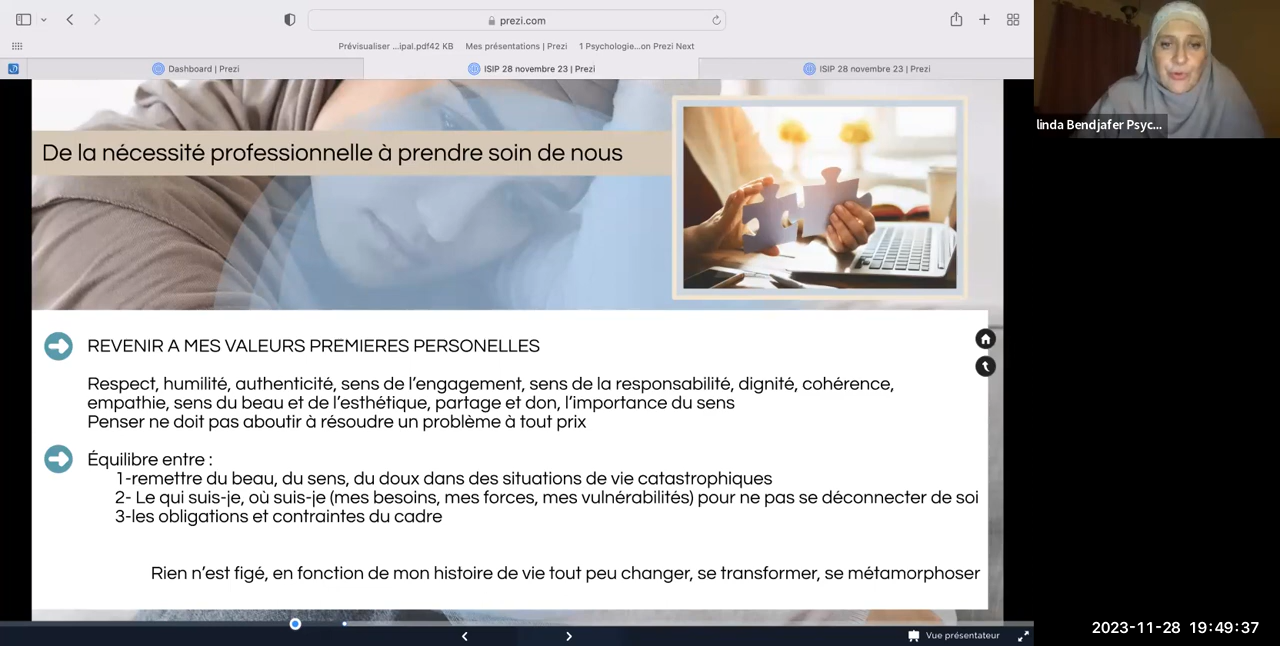 prezi.com
Prévisualiser ...ipal.pdf42 KB
Mes présentations | Prezi
1 Psychologie...on Prezi Next
Dashboard | Prezi
ISIP 28 novembre 23 | Prezi
ISIP 28 novembre 23 | Prezi
linda Bendjafer Psyc...
De la nécessité professionnelle à prendre soin de nous
REVENIR A MES VALEURS PREMIERES PERSONELLES
Respect, humilité, authenticité, sens de l'engagement, sens de la responsabilité, dignité, cohérence,
empathie, sens du beau et de l'esthétique, partage et don, l'importance du sens
Penser ne doit pas aboutir à résoudre un problème à tout prix
Équilibre entre :
1-remettre du beau, du sens, du doux dans des situations de vie catastrophiques
2- Le qui suis-je, où suis-je (mes besoins, mes forces, mes vulnérabilités) pour ne pas se déconnecter de soi
3-les obligations et contraintes du cadre
Rien n'est figé, en fonction de mon histoire de vie tout peu changer, se transformer, se métamorphoser
Vue présentateur
2023-11-28 19:49:37